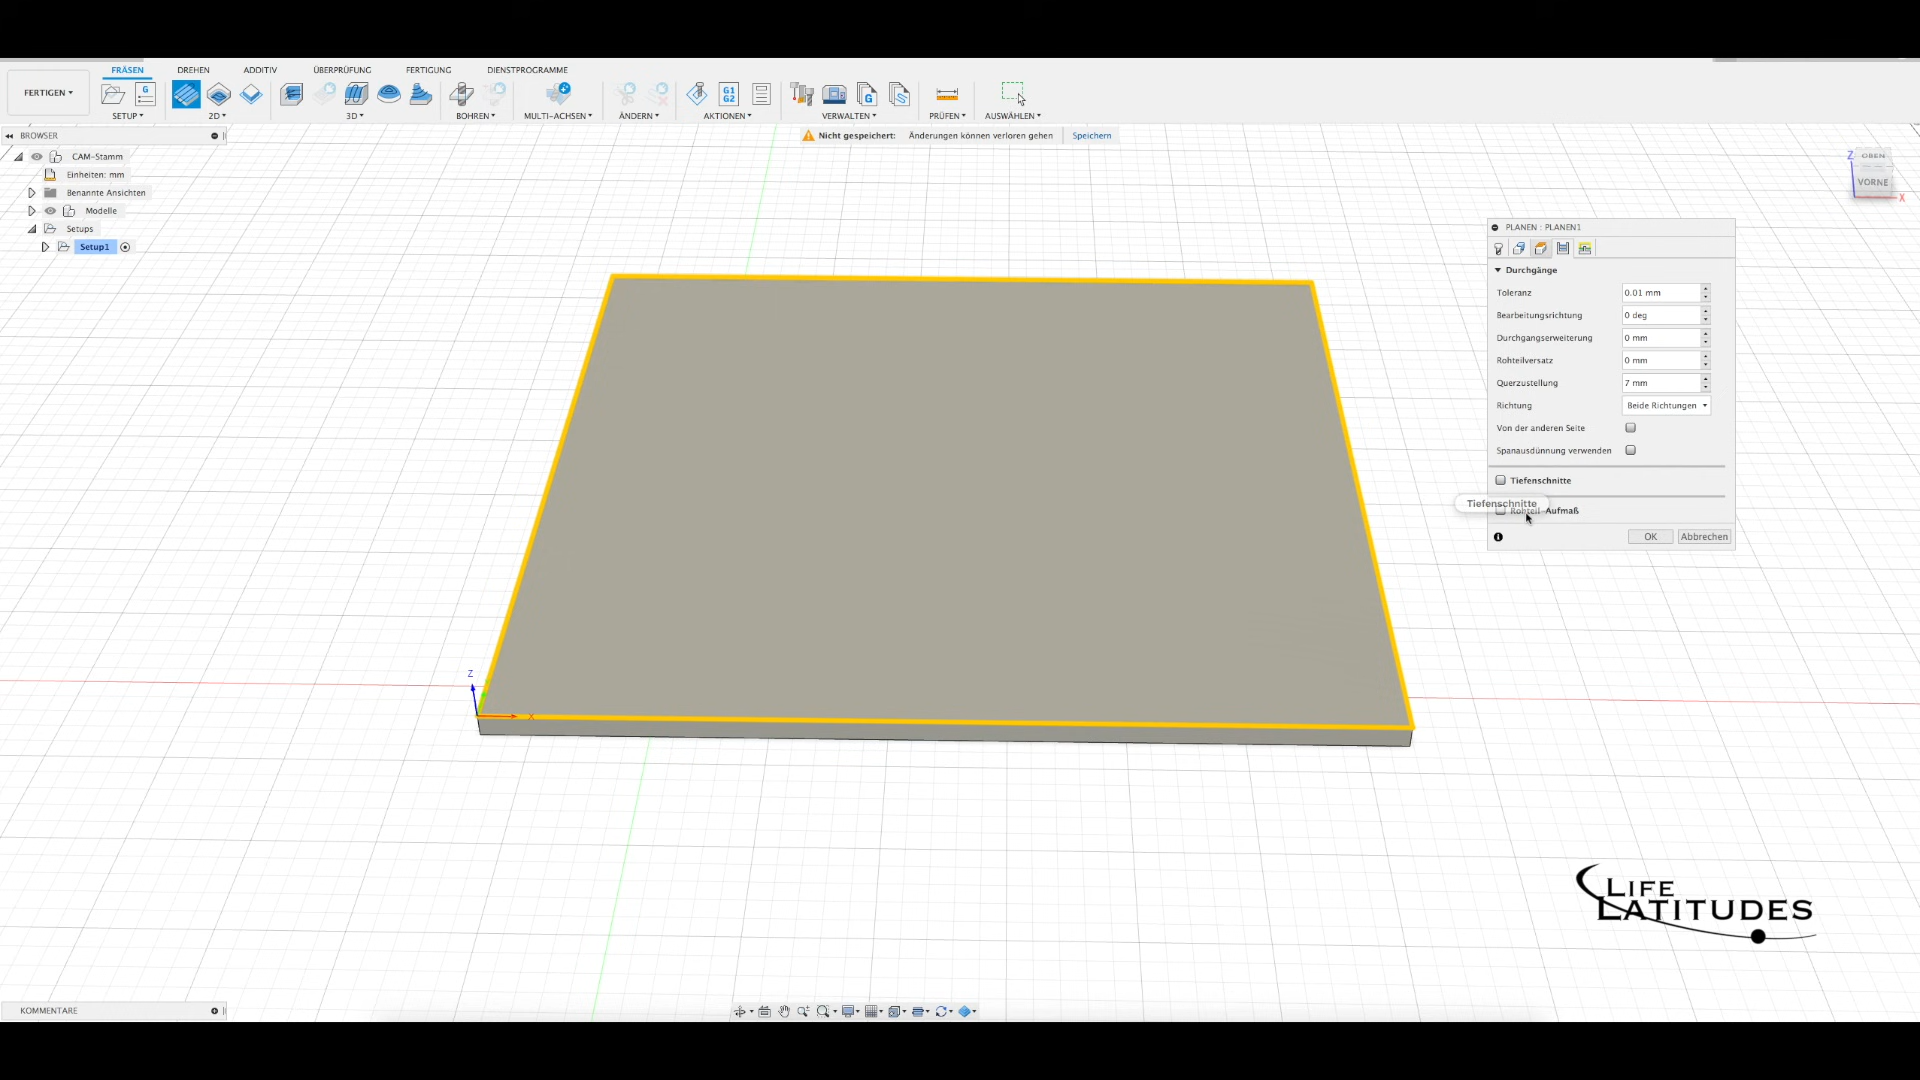 FRÄSEN DREHEN ADDITIV ÜBERPRÜFUNG FERTIGUNG DIENSTPROGRAMME
FERTIGEN
G G1 G2 G
SETUP 2D 3D BOHREN MULTI-ACHSEN ÄNDERN AKTIONEN VERWALTEN PRÜFEN AUSWÄHLEN
BROWSER
Nicht gespeichert: Änderungen können verloren gehen Speichern
CAM-Stamm
Einheiten: mm
Benannte Ansichten
Modelle
Setups
Setup1
Z OBEN
VORNE
X
PLANEN : PLANEN1
Durchgänge
Toleranz 0.01 mm
Bearbeitungsrichtung 0 deg
Durchgangserweiterung 0 mm
Rohteilversatz 0 mm
Querzustellung 7 mm
Richtung Beide Richtungen
Von der anderen Seite
Spanausdünnung verwenden
Tiefenschnitte
Tiefenschnitte
Rohteil-Aufmaß
OK Abbrechen
Z
X
LIFE
LATITUDES
KOMMENTARE